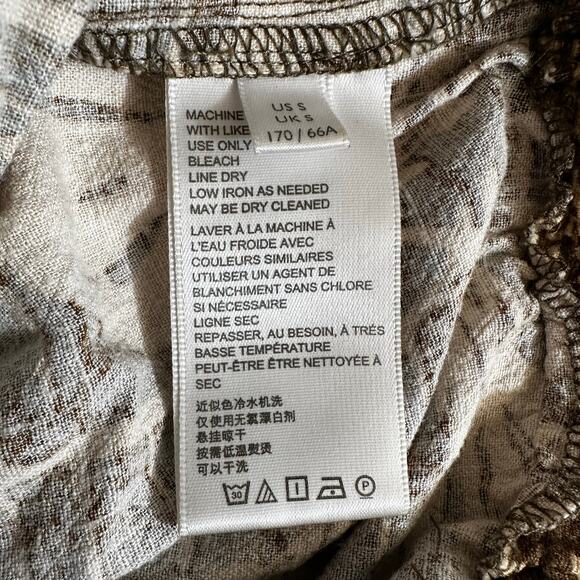 US S
UK S
170 / 66A
MACHINE
WITH LIKE
USE ONLY
BLEACH
LINE DRY
LOW IRON AS NEEDED
MAY BE DRY CLEANED
LAVER À LA MACHINE À
L'EAU FROIDE AVEC
COULEURS SIMILAIRES
UTILISER UN AGENT DE
BLANCHIMENT SANS CHLORE
SI NÉCESSAIRE
LIGNE SEC
REPASSER, AU BESOIN, À TRÉS
BASSE TEMPÉRATURE
PEUT-ÊTRE ÊTRE NETTOYÉE À
SEC
近似色冷水机洗
仅使用无氯漂白剂
悬挂晾干
按需低温熨烫
可以干洗
30
P